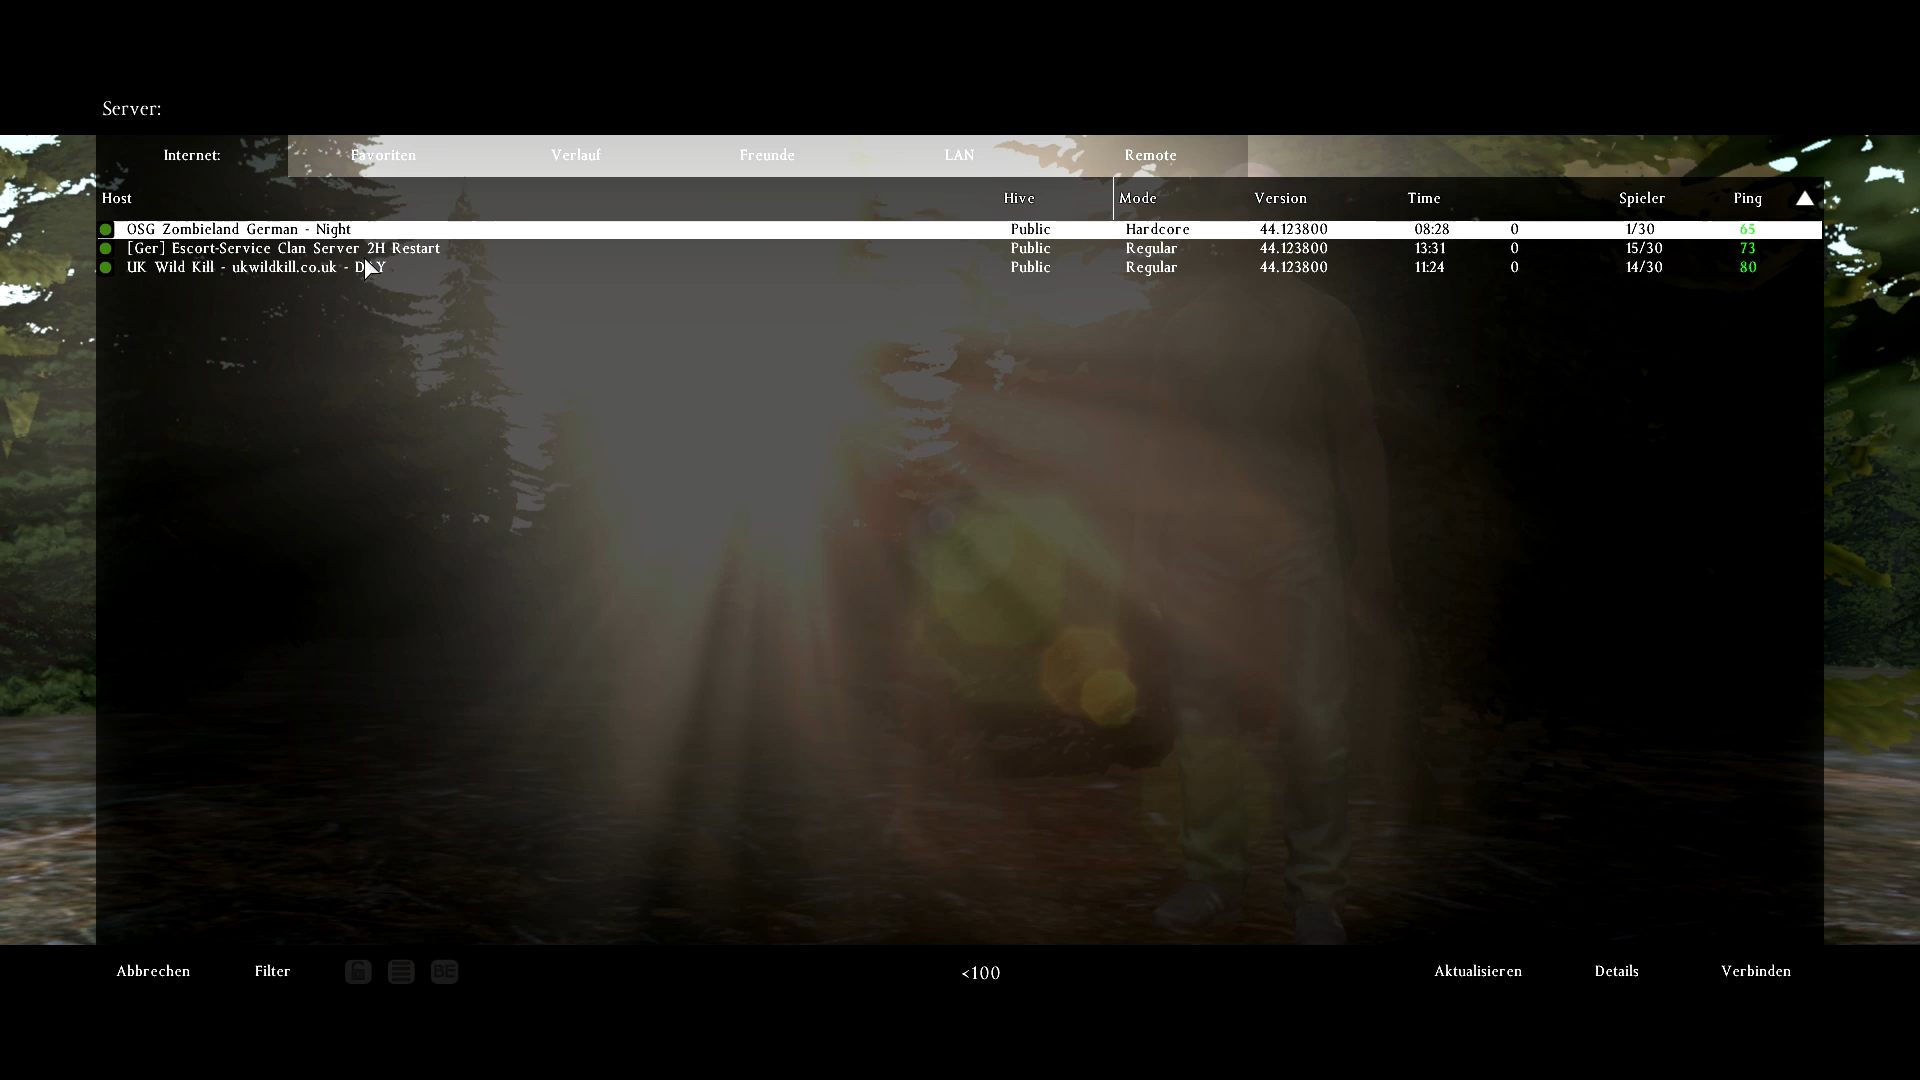 Server:
Internet: Favoriten Verlauf Freunde LAN Remote
Host Hive Mode Version Time Spieler Ping
OSG Zombieland German - Night Public Hardcore 44.123800 08:28 0 1/30 65
[Ger] Escort-Service Clan Server 2H Restart Public Regular 44.123800 13:31 0 15/30 73
UK Wild Kill - ukwildkill.co.uk - D Y Public Regular 44.123800 11:24 0 14/30 80
Abbrechen Filter BE <100 Aktualisieren Details Verbinden